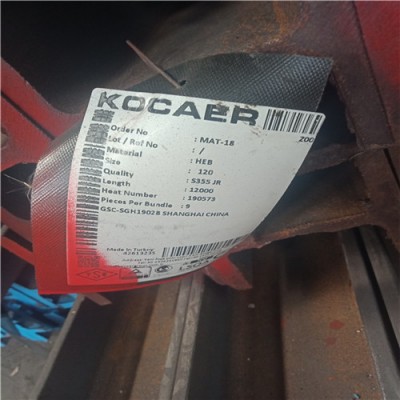 KOCAER
Order No : MAT-18
Lot / Ref No : /
Material : HEB
Size : 120
Quality : S355 JR
Length : 12000
Heat Number : 190573
Pieces Per Bundle : 9
GSC-SGH19028 SHANGHAI CHINA
Made in Turkey